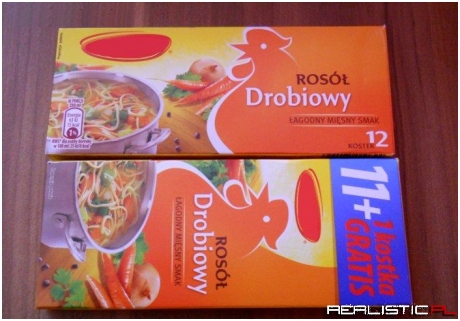 ROSÓŁ
Drobiowy
ŁAGODNY MIĘSNY SMAK
12
KOSTEK
ROSÓŁ
Drobiowy
ŁAGODNY MIĘSNY SMAK
11+
1 kostka
GRATIS
REALISTIC.PL